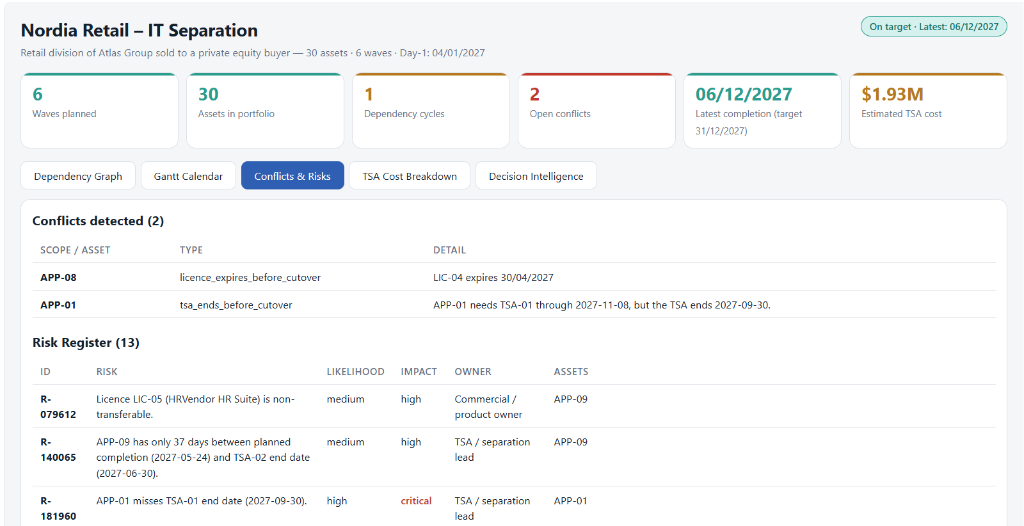 Nordia Retail – IT Separation
On target · Latest: 06/12/2027
Retail division of Atlas Group sold to a private equity buyer — 30 assets · 6 waves · Day-1: 04/01/2027
6
Waves planned
30
Assets in portfolio
1
Dependency cycles
2
Open conflicts
06/12/2027
Latest completion (target
31/12/2027)
$1.93M
Estimated TSA cost
Dependency Graph
Gantt Calendar
Conflicts & Risks
TSA Cost Breakdown
Decision Intelligence
Conflicts detected (2)
SCOPE / ASSET TYPE DETAIL
APP-08 licence_expires_before_cutover LIC-04 expires 30/04/2027
APP-01 tsa_ends_before_cutover APP-01 needs TSA-01 through 2027-11-08, but the TSA ends 2027-09-30.
Risk Register (13)
ID RISK LIKELIHOOD IMPACT OWNER ASSETS
R- Licence LIC-05 (HRVendor HR Suite) is non- medium high Commercial / APP-09
079612 transferable. product owner
R- APP-09 has only 37 days between planned medium high TSA / separation APP-09
140065 completion (2027-05-24) and TSA-02 end date lead
(2027-06-30).
R- APP-01 misses TSA-01 end date (2027-09-30). high critical TSA / separation APP-01
181960 lead